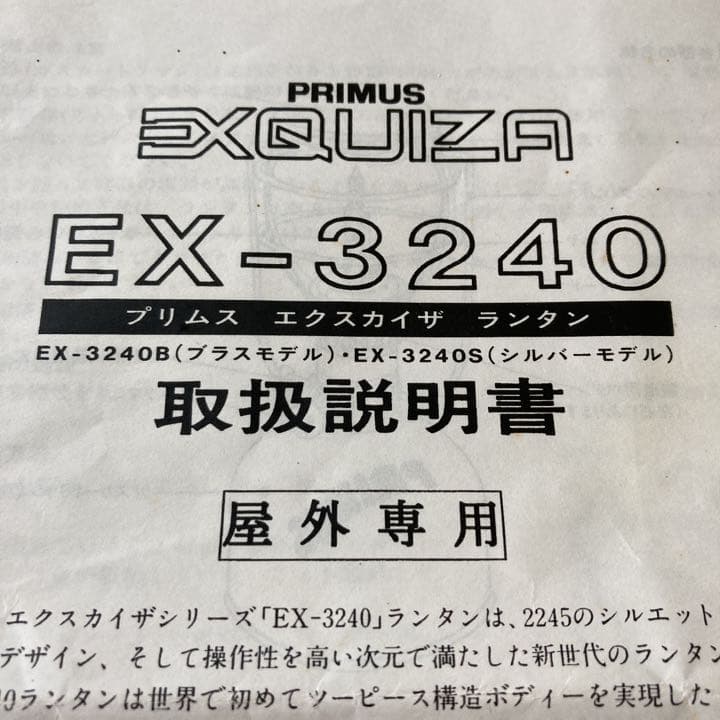 PRIMUS
EXQUIZA
EX-3240
プリムス エクスカイザ ランタン
EX-3240B(ブラスモデル)・EX-3240S(シルバーモデル)
取扱説明書
屋外専用
エクスカイザシリーズ「EX-3240」ランタンは、2245のシルエット
デザイン、そして操作性を高い次元で満たした新世代のランタン
ランタンは世界で初めてツーピース構造ボディーを実現した